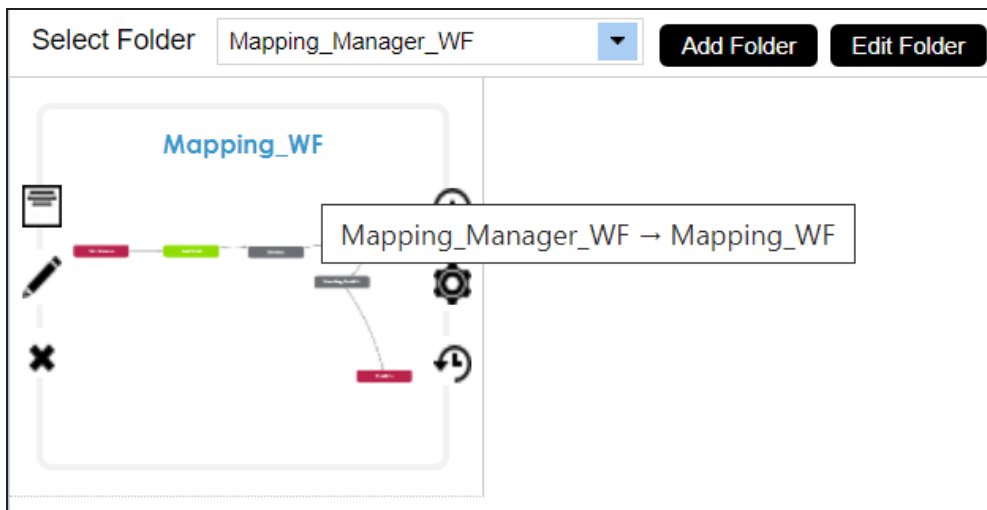 Select Folder
Mapping_Manager_WF
Add Folder
Edit Folder
Mapping_WF
Mapping_Manager_WF → Mapping_WF